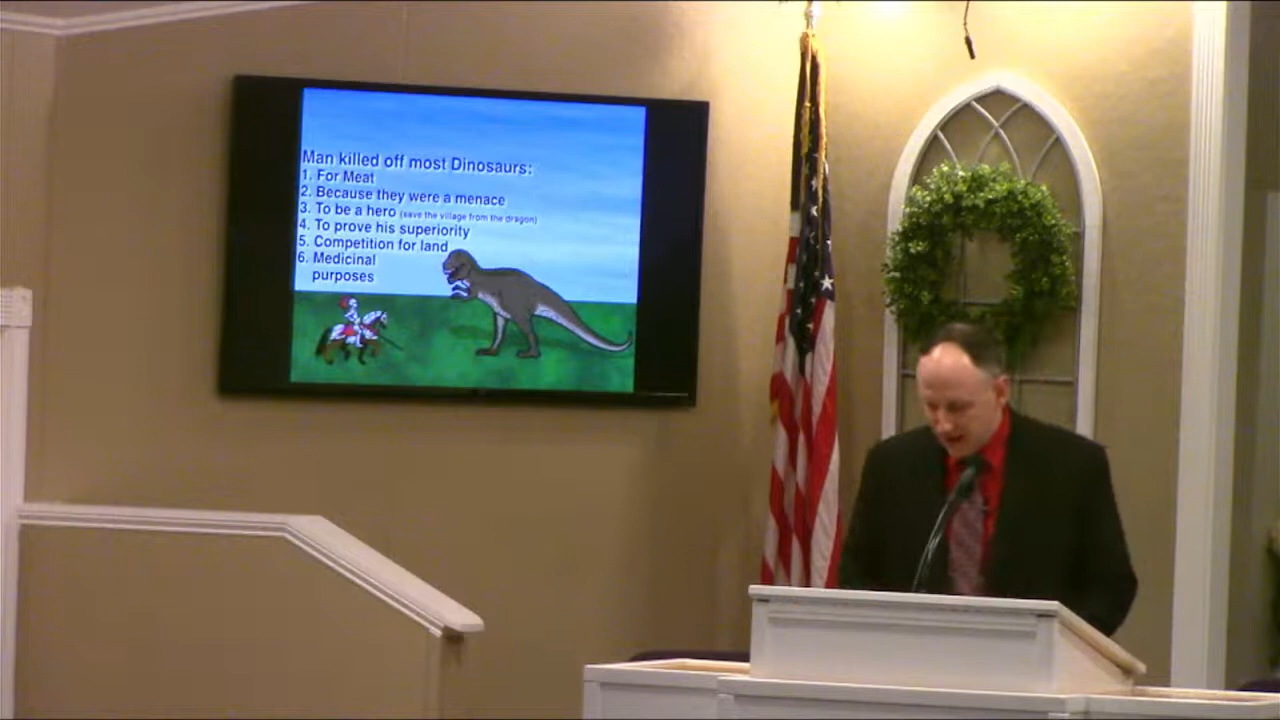 Man killed off most Dinosaurs:
1. For Meat
2. Because they were a menace
3. To be a hero (save the village from the dragon)
4. To prove his superiority
5. Competition for land
6. Medicinal
purposes